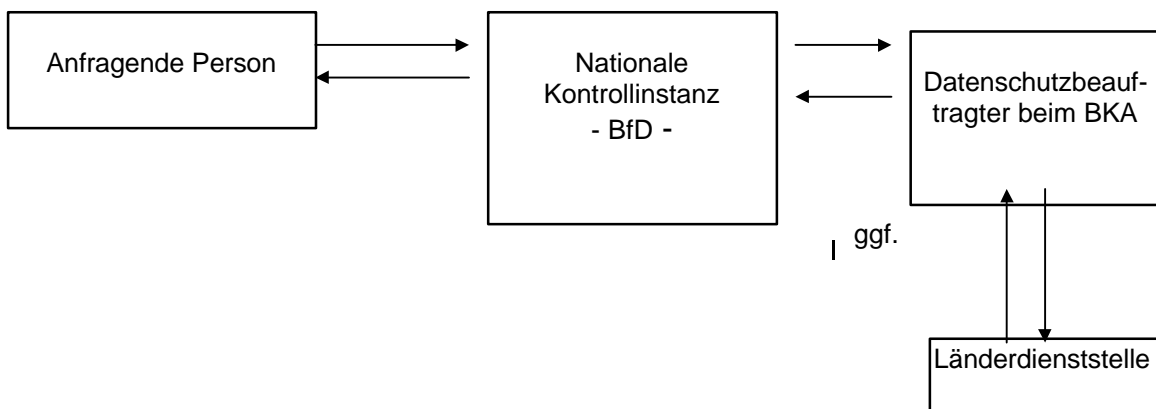 Anfragende Person
Nationale
Kontrollinstanz
- BfD -
Datenschutzbeauf-
tragter beim BKA
ggf.
Länderdienststelle